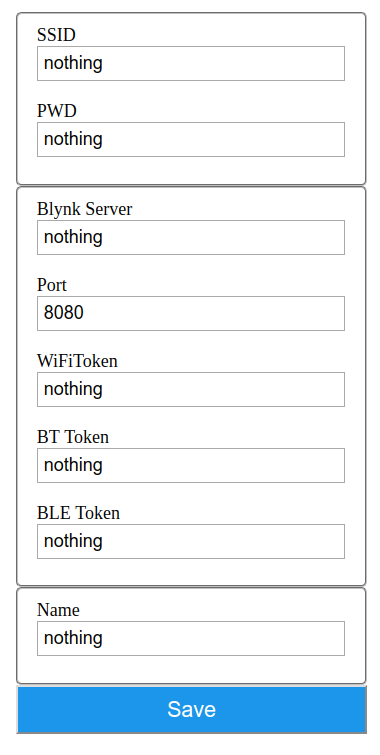 SSID
nothing
PWD
nothing
Blynk Server
nothing
Port
8080
WiFiToken
nothing
BT Token
nothing
BLE Token
nothing
Name
nothing
Save